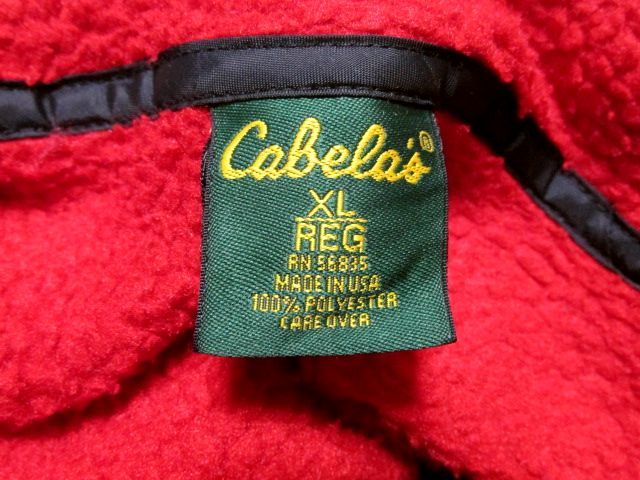 Cabela's®
XL
REG
RN 56835
MADE IN USA
100% POLYESTER
CARE OVER